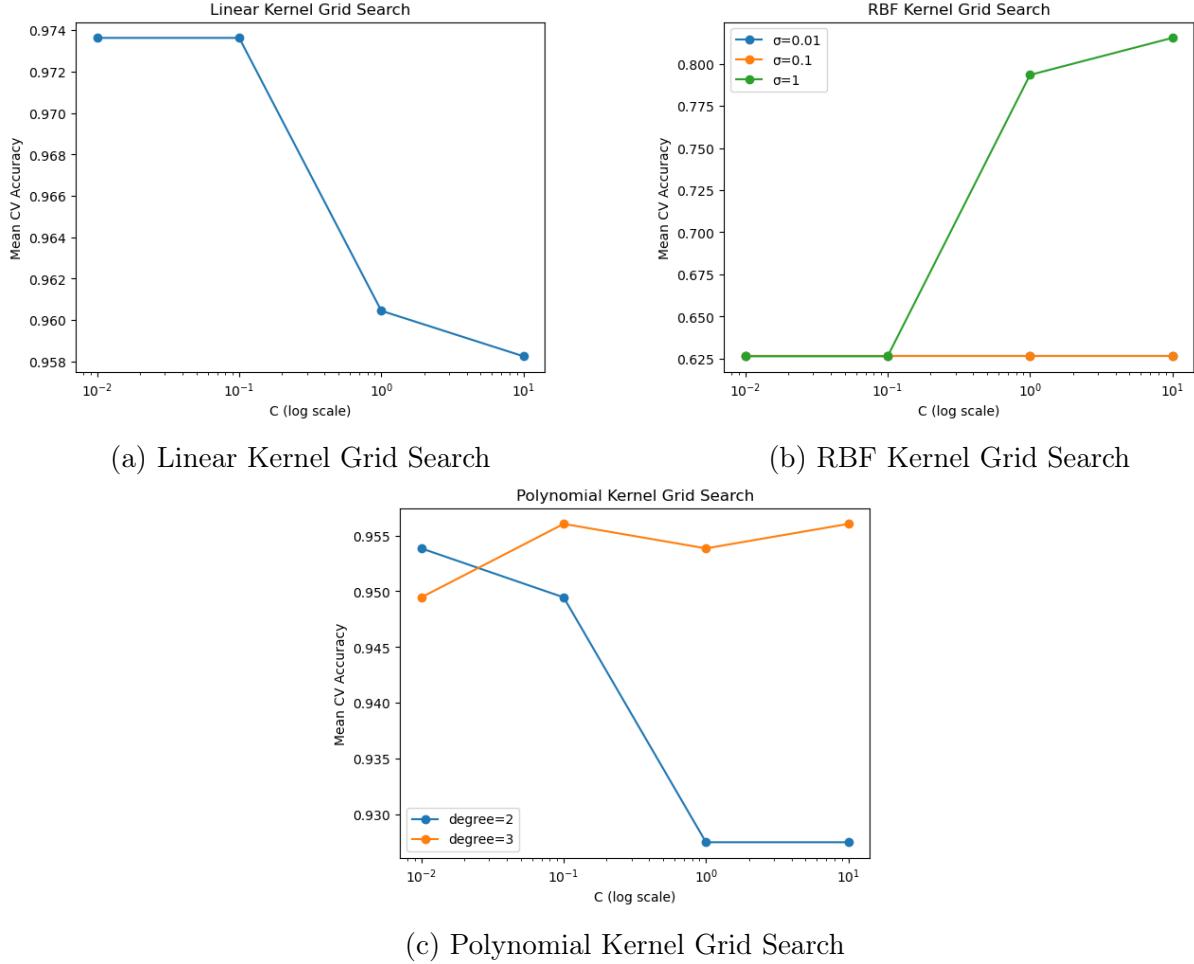 Linear Kernel Grid Search
0.974
0.972
0.970
0.968
0.966
0.964
0.962
0.960
0.958
Mean CV Accuracy
10⁻²
10⁻¹
10⁰
10¹
C (log scale)
(a) Linear Kernel Grid Search
RBF Kernel Grid Search
σ=0.01
σ=0.1
σ=1
0.800
0.775
0.750
0.725
0.700
0.675
0.650
0.625
Mean CV Accuracy
10⁻²
10⁻¹
10⁰
10¹
C (log scale)
(b) RBF Kernel Grid Search
Polynomial Kernel Grid Search
0.955
0.950
0.945
0.940
0.935
0.930
Mean CV Accuracy
degree=2
degree=3
10⁻²
10⁻¹
10⁰
10¹
C (log scale)
(c) Polynomial Kernel Grid Search